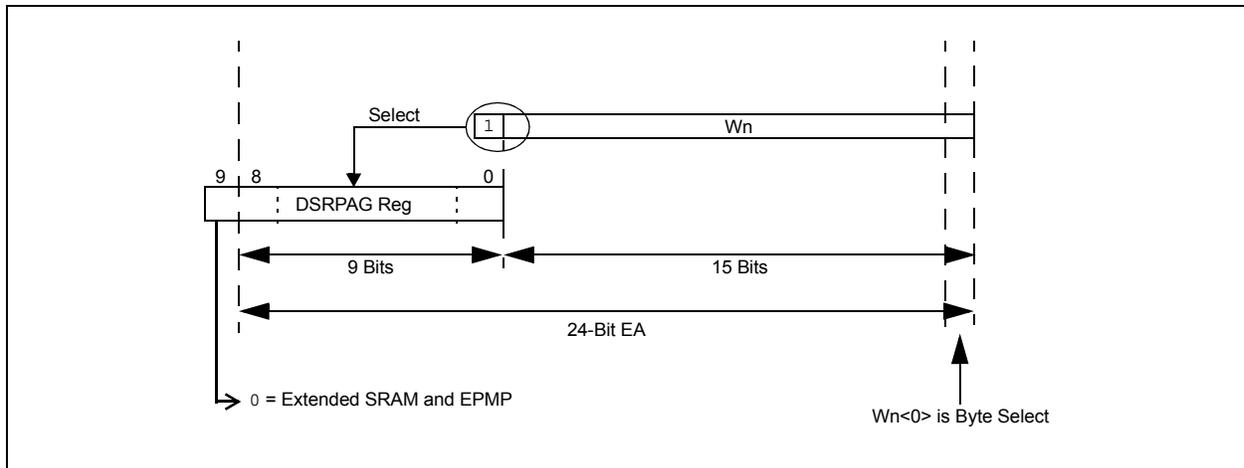 Select
1
Wn
9 8 0
DSRPAG Reg
9 Bits
15 Bits
24-Bit EA
0 = Extended SRAM and EPMP
Wn<0> is Byte Select